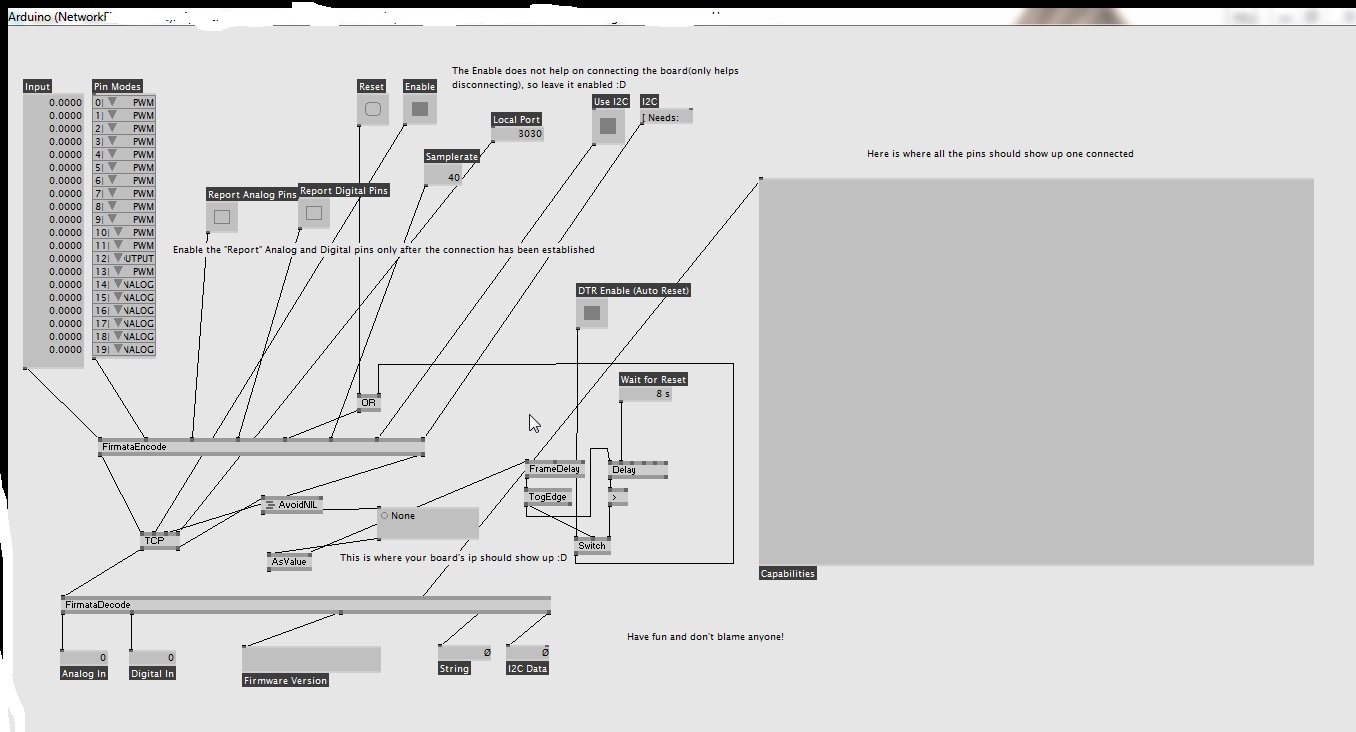 Arduino (Network
The Enable does not help on connecting the board(only helps
disconnecting), so leave it enabled :D
Input
Pin Modes
Reset
Enable
Use I2C
I2C
[ Needs:
Local Port
3030
Samplerate
40
Here is where all the pins should show up one connected
0.0000 0| PWM
0.0000 1| PWM
0.0000 2| PWM
0.0000 3| PWM
0.0000 4| PWM
0.0000 5| PWM
0.0000 6| PWM
0.0000 7| PWM
0.0000 8| PWM
0.0000 9| PWM
0.0000 10| PWM
0.0000 11| PWM
0.0000 12| UTPUT
0.0000 13| PWM
0.0000 14| NALOG
0.0000 15| NALOG
0.0000 16| NALOG
0.0000 17| NALOG
0.0000 18| NALOG
0.0000 19| NALOG
Report Analog Pins
Report Digital Pins
Enable the "Report" Analog and Digital pins only after the connection has been established
DTR Enable (Auto Reset)
Wait for Reset
8 s
OR
FirmataEncode
FrameDelay
Delay
TogEdge
>
AvoidNIL
None
TCP
Switch
AsValue
This is where your board's ip should show up :D
Capabilities
FirmataDecode
Have fun and don't blame anyone!
0
0
Ø
Ø
Analog In
Digital In
Firmware Version
String
I2C Data